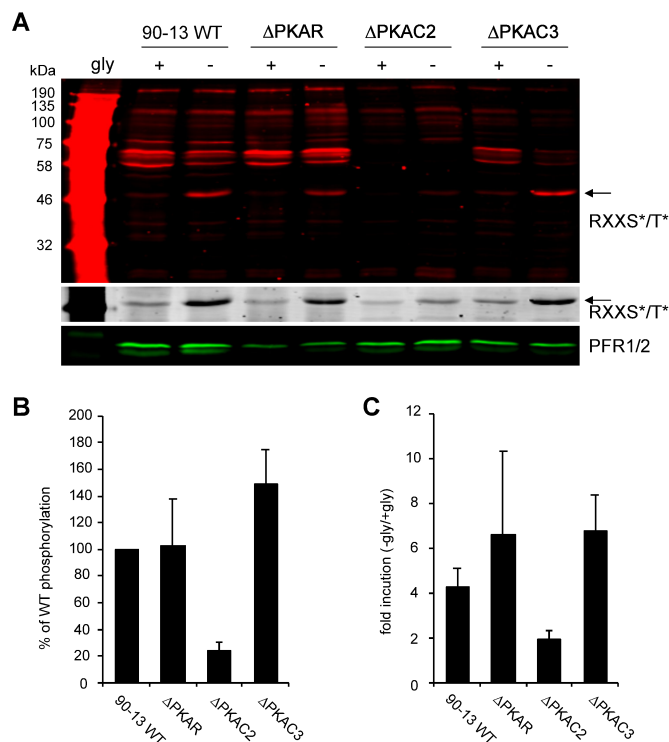 A
90-13 WT ΔPKAR ΔPKAC2 ΔPKAC3
gly + - + - + - + -
kDa
190
135
100
75
58
46
32
RXXS*/T*
RXXS*/T*
PFR1/2
B
% of WT phosphorylation
200
180
160
140
120
100
80
60
40
20
0
90-13 WT ΔPKAR ΔPKAC2 ΔPKAC3
C
fold incution (-gly/+gly)
12
10
8
6
4
2
0
90-13 WT ΔPKAR ΔPKAC2 ΔPKAC3